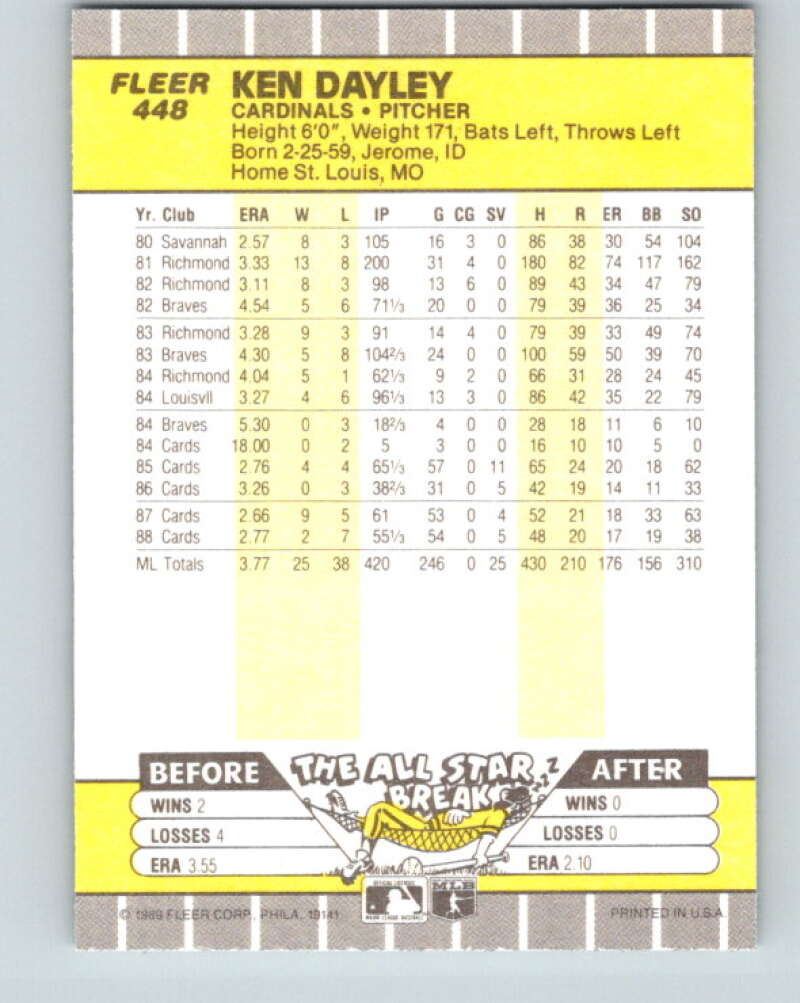 FLEER KEN DAYLEY
448 CARDINALS • PITCHER
Height 6'0", Weight 171, Bats Left, Throws Left
Born 2-25-59, Jerome, ID
Home St. Louis, MO
Yr. Club ERA W L IP G CG SV H R ER BB SO
80 Savannah 2.57 8 3 105 16 3 0 86 38 30 54 104
81 Richmond 3.33 13 8 200 31 4 0 180 82 74 117 162
82 Richmond 3.11 8 3 98 13 6 0 89 43 34 47 79
82 Braves 4.54 5 6 71⅓ 20 0 0 79 39 36 25 34
83 Richmond 3.28 9 3 91 14 4 0 79 39 33 49 74
83 Braves 4.30 5 8 104⅔ 24 0 0 100 59 50 39 70
84 Richmond 4.04 5 1 62⅓ 9 2 0 66 31 28 24 45
84 Louisvll 3.27 4 6 96⅓ 13 3 0 86 42 35 22 79
84 Braves 5.30 0 3 18⅔ 4 0 0 28 18 11 6 10
84 Cards 18.00 0 2 5 3 0 0 16 10 10 5 0
85 Cards 2.76 4 4 65⅓ 57 0 11 65 24 20 18 62
86 Cards 3.26 0 3 38⅔ 31 0 5 42 19 14 11 33
87 Cards 2.66 9 5 61 53 0 4 52 21 18 33 63
88 Cards 2.77 2 7 55⅓ 54 0 5 48 20 17 19 38
ML Totals 3.77 25 38 420 246 0 25 430 210 176 156 310
BEFORE THE ALL STAR BREAK AFTER
Z Z Z
WINS 2 WINS 0
LOSSES 4 LOSSES 0
ERA 3.55 ERA 2.10
MLB
© 1989 FLEER CORP., PHILA. 19141 PRINTED IN U.S.A.